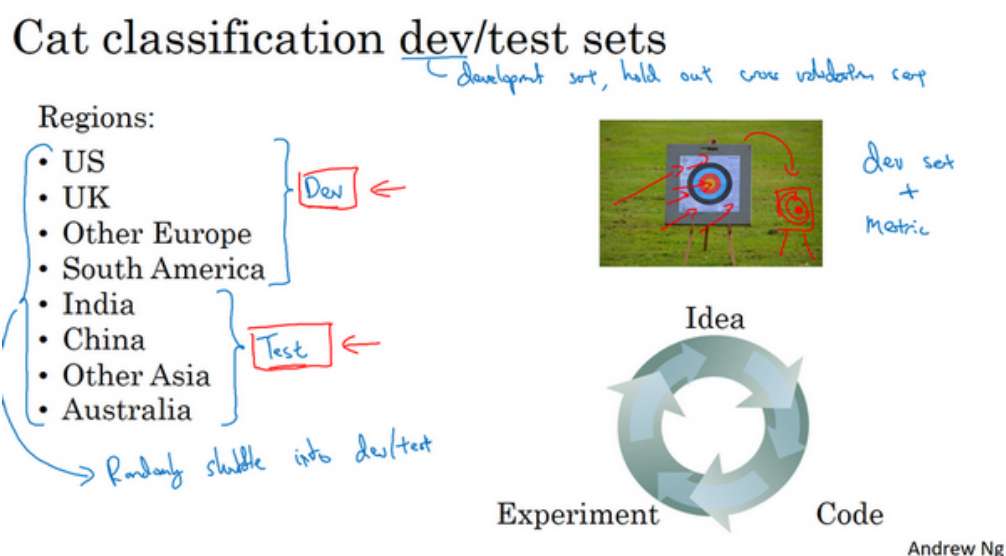 Cat classification dev/test sets
development set, hold out cross validation
Regions:
• US
• UK
• Other Europe
• South America
• India
• China
• Other Asia
• Australia
Dev
Test
Randomly shuffle into dev/test
dev set
+
metric
Idea
Experiment
Code
Andrew Ng